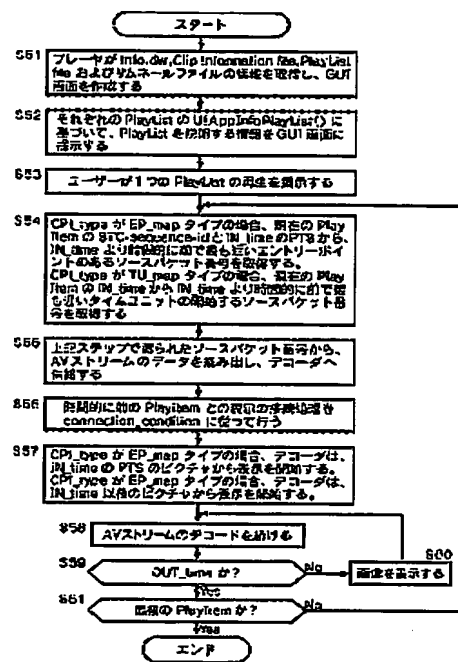 スタート
S51
プレーヤが Info.dvr,Clip Information file,PlayList
file およびサムネールファイルの情報を取得し、GUI
画面を作成する
S52
それぞれの PlayList の UIAppInfoPlayList() に
基づいて、PlayList を説明する情報を GUI 画面に
提示する
S53
ユーザーが1つの PlayList の再生を指示する
S54
CPI_type が EP_map タイプの場合、現在の Play
Item の STC-sequence-id と IN_time の PTS から、
IN_time より時間的に前で最も近いエントリーポイ
ントのあるソースパケット番号を取得する。
CPI_type が TU_map タイプの場合、現在の Play
Item の IN_time から IN_time より時間的に前で最
も近いタイムユニットの開始するソースパケット番
号を取得する
S55
上記ステップで得られたソースパケット番号から、
AVストリームのデータを読み出し、デコーダへ
供給する
S56
時間的に前の PlayItem との表示の接続処理を
connection_condition に従って行う
S57
CPI_type が EP_map タイプの場合、デコーダは、
IN_time の PTS のピクチャから表示を開始する。
CPI_type が EP_map タイプの場合、デコーダは、
IN_time 以後のピクチャから表示を開始する。
S58
AVストリームのデコードを続ける
S59
OUT_time か？
No
S60
画像を表示する
Yes
S61
最後の PlayItem か？
No
Yes
エンド